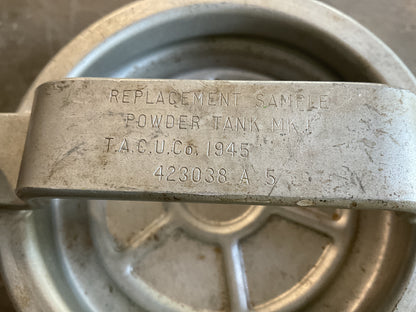 REPLACEMENT SAMPLE
POWDER TANK MK.I
T.A.C.U.Co. 1945
423038 A 5